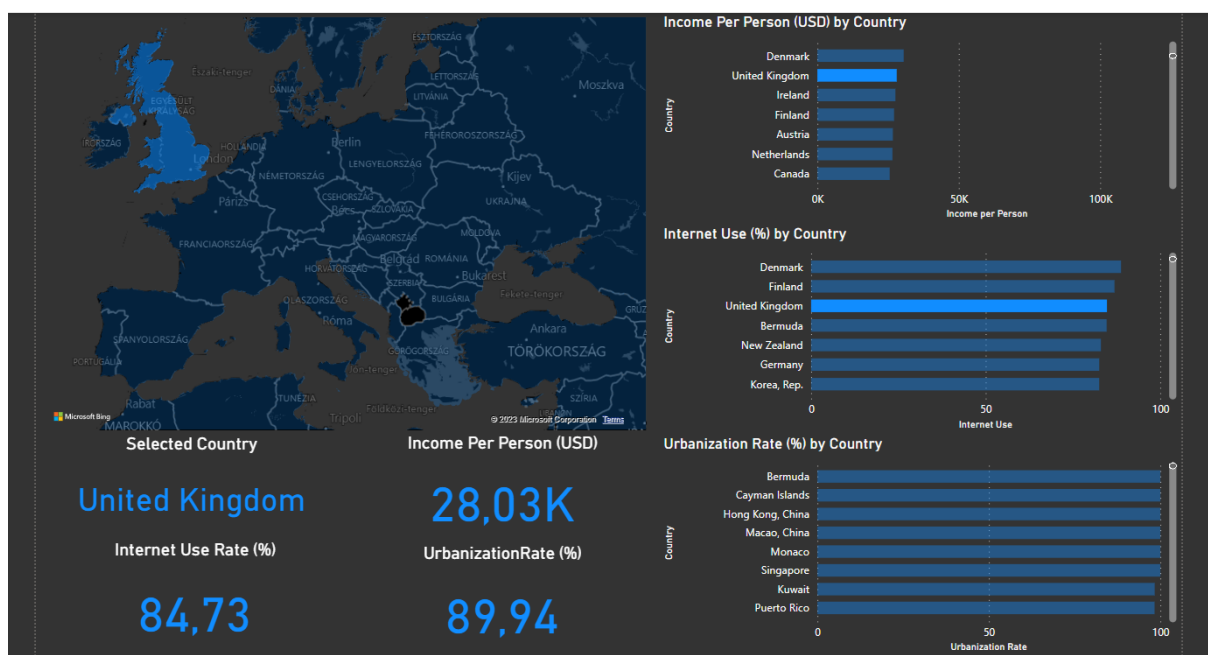 ÉSZTORSZÁG
Északi-tenger
LETTORSZÁG
Moszkva
DÁNIA
LITVÁNIA
EGYESÜLT
KIRÁLYSÁG
FEHÉROROSZORSZÁG
ÍRORSZÁG
HOLLANDIA
Berlin
London
LENGYELORSZÁG
NÉMETORSZÁG
Kijev
CSEHORSZÁG
Párizs
UKRAJNA
Bécs
SZLOVÁKIA
MOLDOVA
MAGYARORSZÁG
FRANCIAORSZÁG
Belgrád
ROMÁNIA
HORVÁTORSZÁG
Bukarest
SZERBIA
Fekete-tenger
OLASZORSZÁG
BULGÁRIA
GRÚZ
Róma
Ankara
SPANYOLORSZÁG
TÖRÖKORSZÁG
GÖRÖGORSZÁG
PORTUGÁLIA
Jón-tenger
SZÍRIA
Rabat
TUNÉZIA
Földközi-tenger
LIBANON
Tripoli
MAROKKÓ
Microsoft Bing
© 2023 Microsoft Corporation Terms
Selected Country
United Kingdom
Income Per Person (USD)
28,03K
Internet Use Rate (%)
84,73
UrbanizationRate (%)
89,94
Income Per Person (USD) by Country
Country
Denmark
United Kingdom
Ireland
Finland
Austria
Netherlands
Canada
0K 50K 100K
Income per Person
Internet Use (%) by Country
Country
Denmark
Finland
United Kingdom
Bermuda
New Zealand
Germany
Korea, Rep.
0 50 100
Internet Use
Urbanization Rate (%) by Country
Country
Bermuda
Cayman Islands
Hong Kong, China
Macao, China
Monaco
Singapore
Kuwait
Puerto Rico
0 50 100
Urbanization Rate